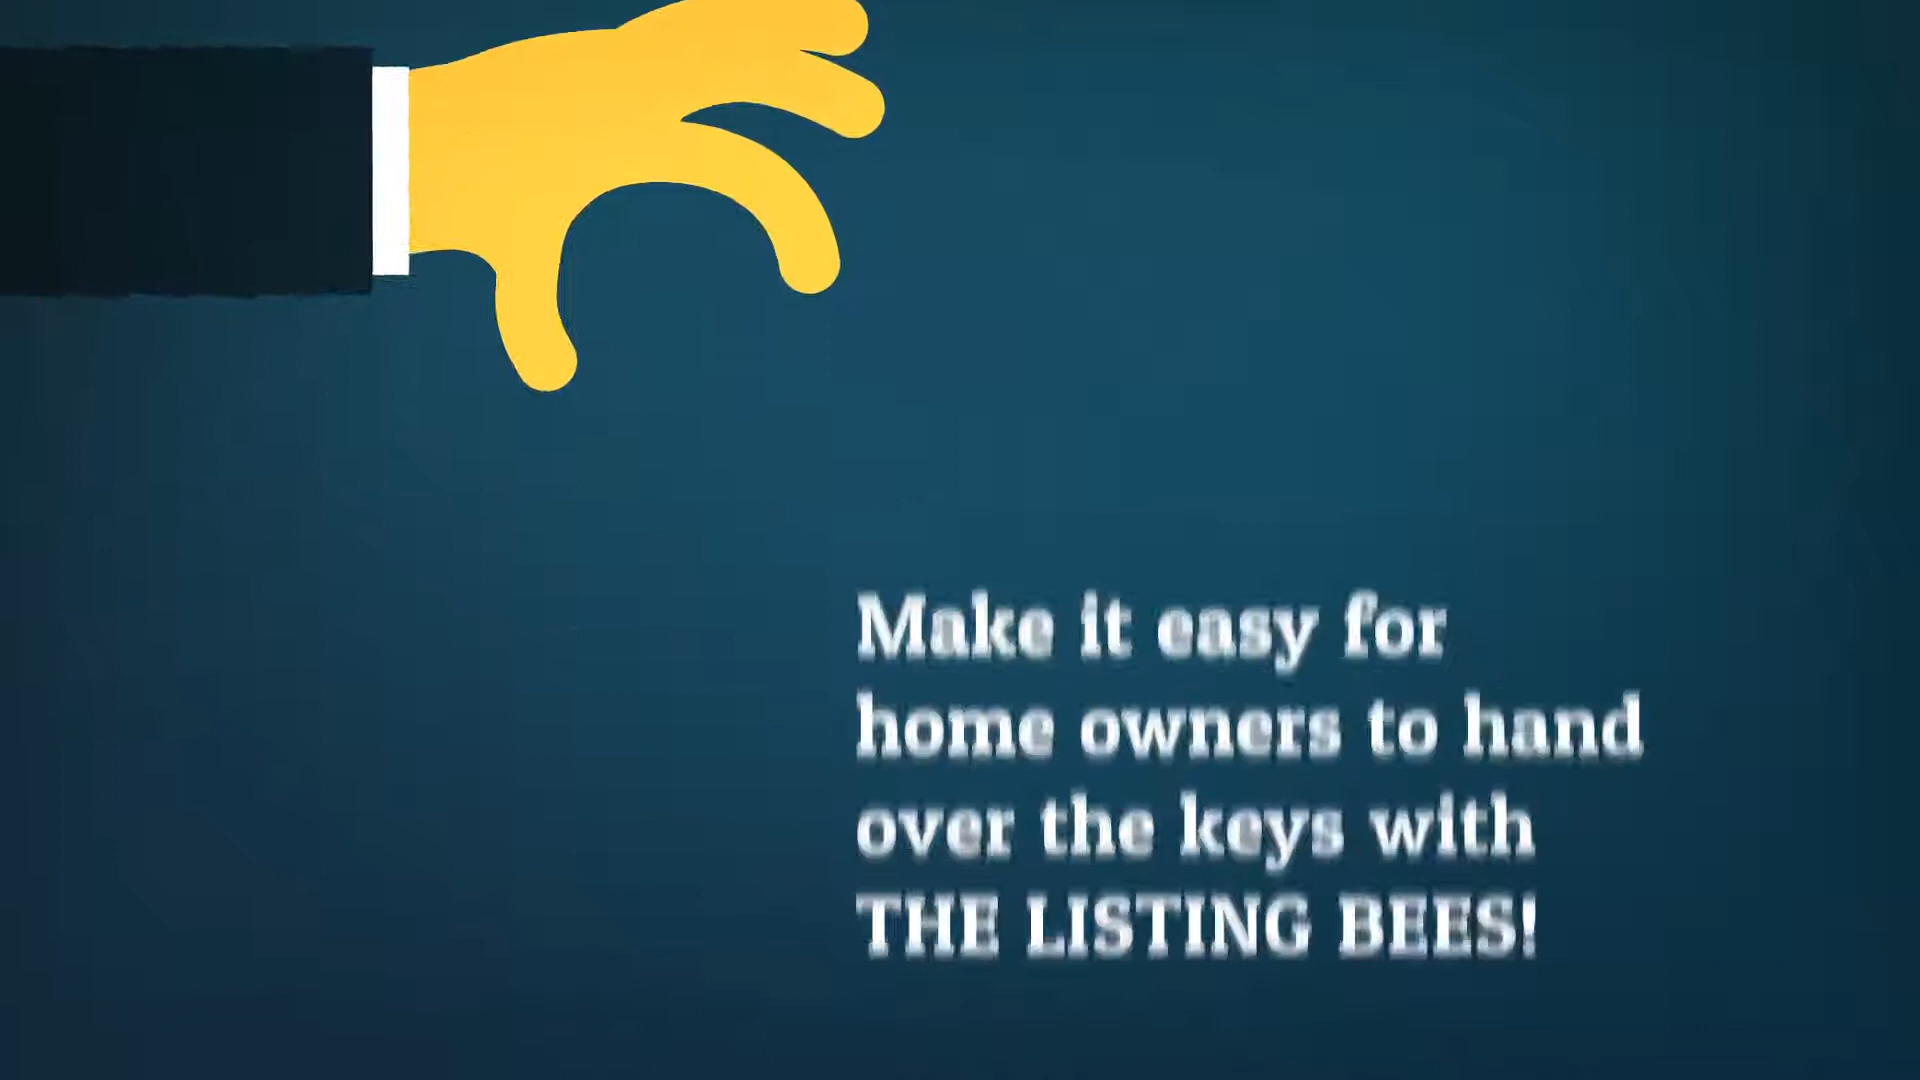 Make it easy for
home owners to hand
over the keys with
THE LISTING BEES!